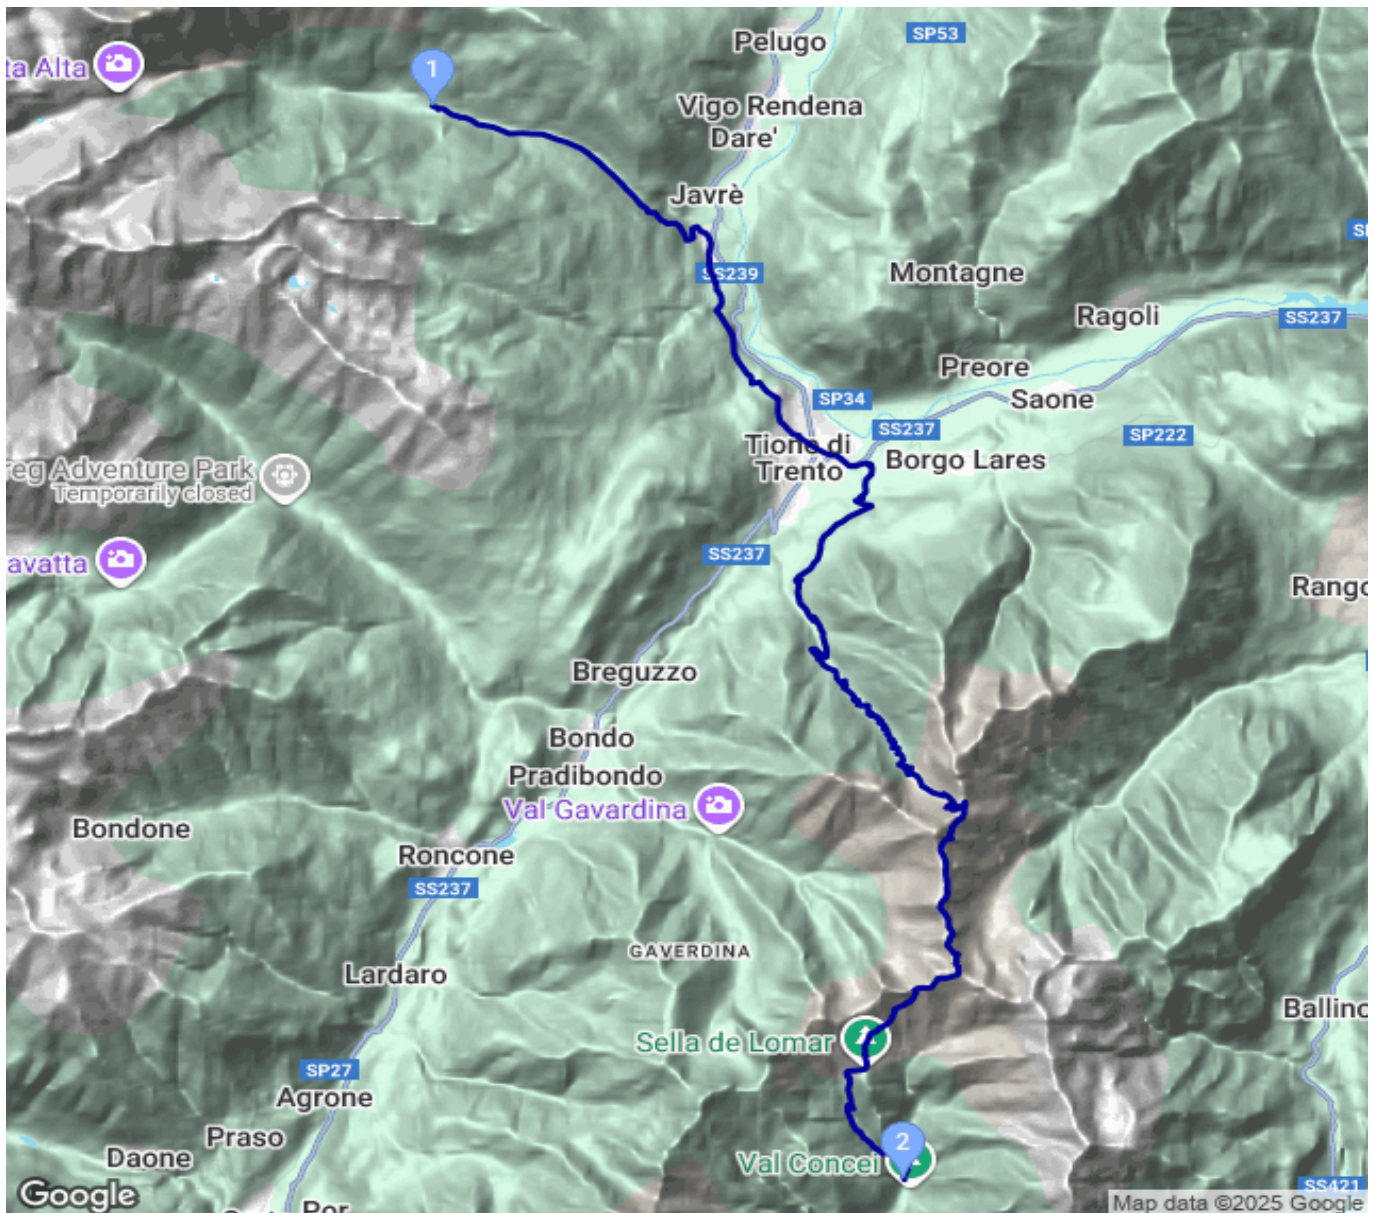 Pelugo
SP53
ta Alta
1
Vigo Rendena
Dare'
Javrè
SS239
Montagne
Ragoli
SS237
Preore
SP34
Saone
SS237
SP222
Tione di
Trento
Borgo Lares
reg Adventure Park
Temporarily closed
SS237
avatta
Rango
Breguzzo
Bondo
Pradibondo
Val Gavardina
Bondone
Roncone
SS237
GAVERDINA
Lardaro
Ballino
Sella de Lomar
SP27
Agrone
Praso
Daone
2
Val Concei
SS421
Google
Por
Map data ©2025 Google